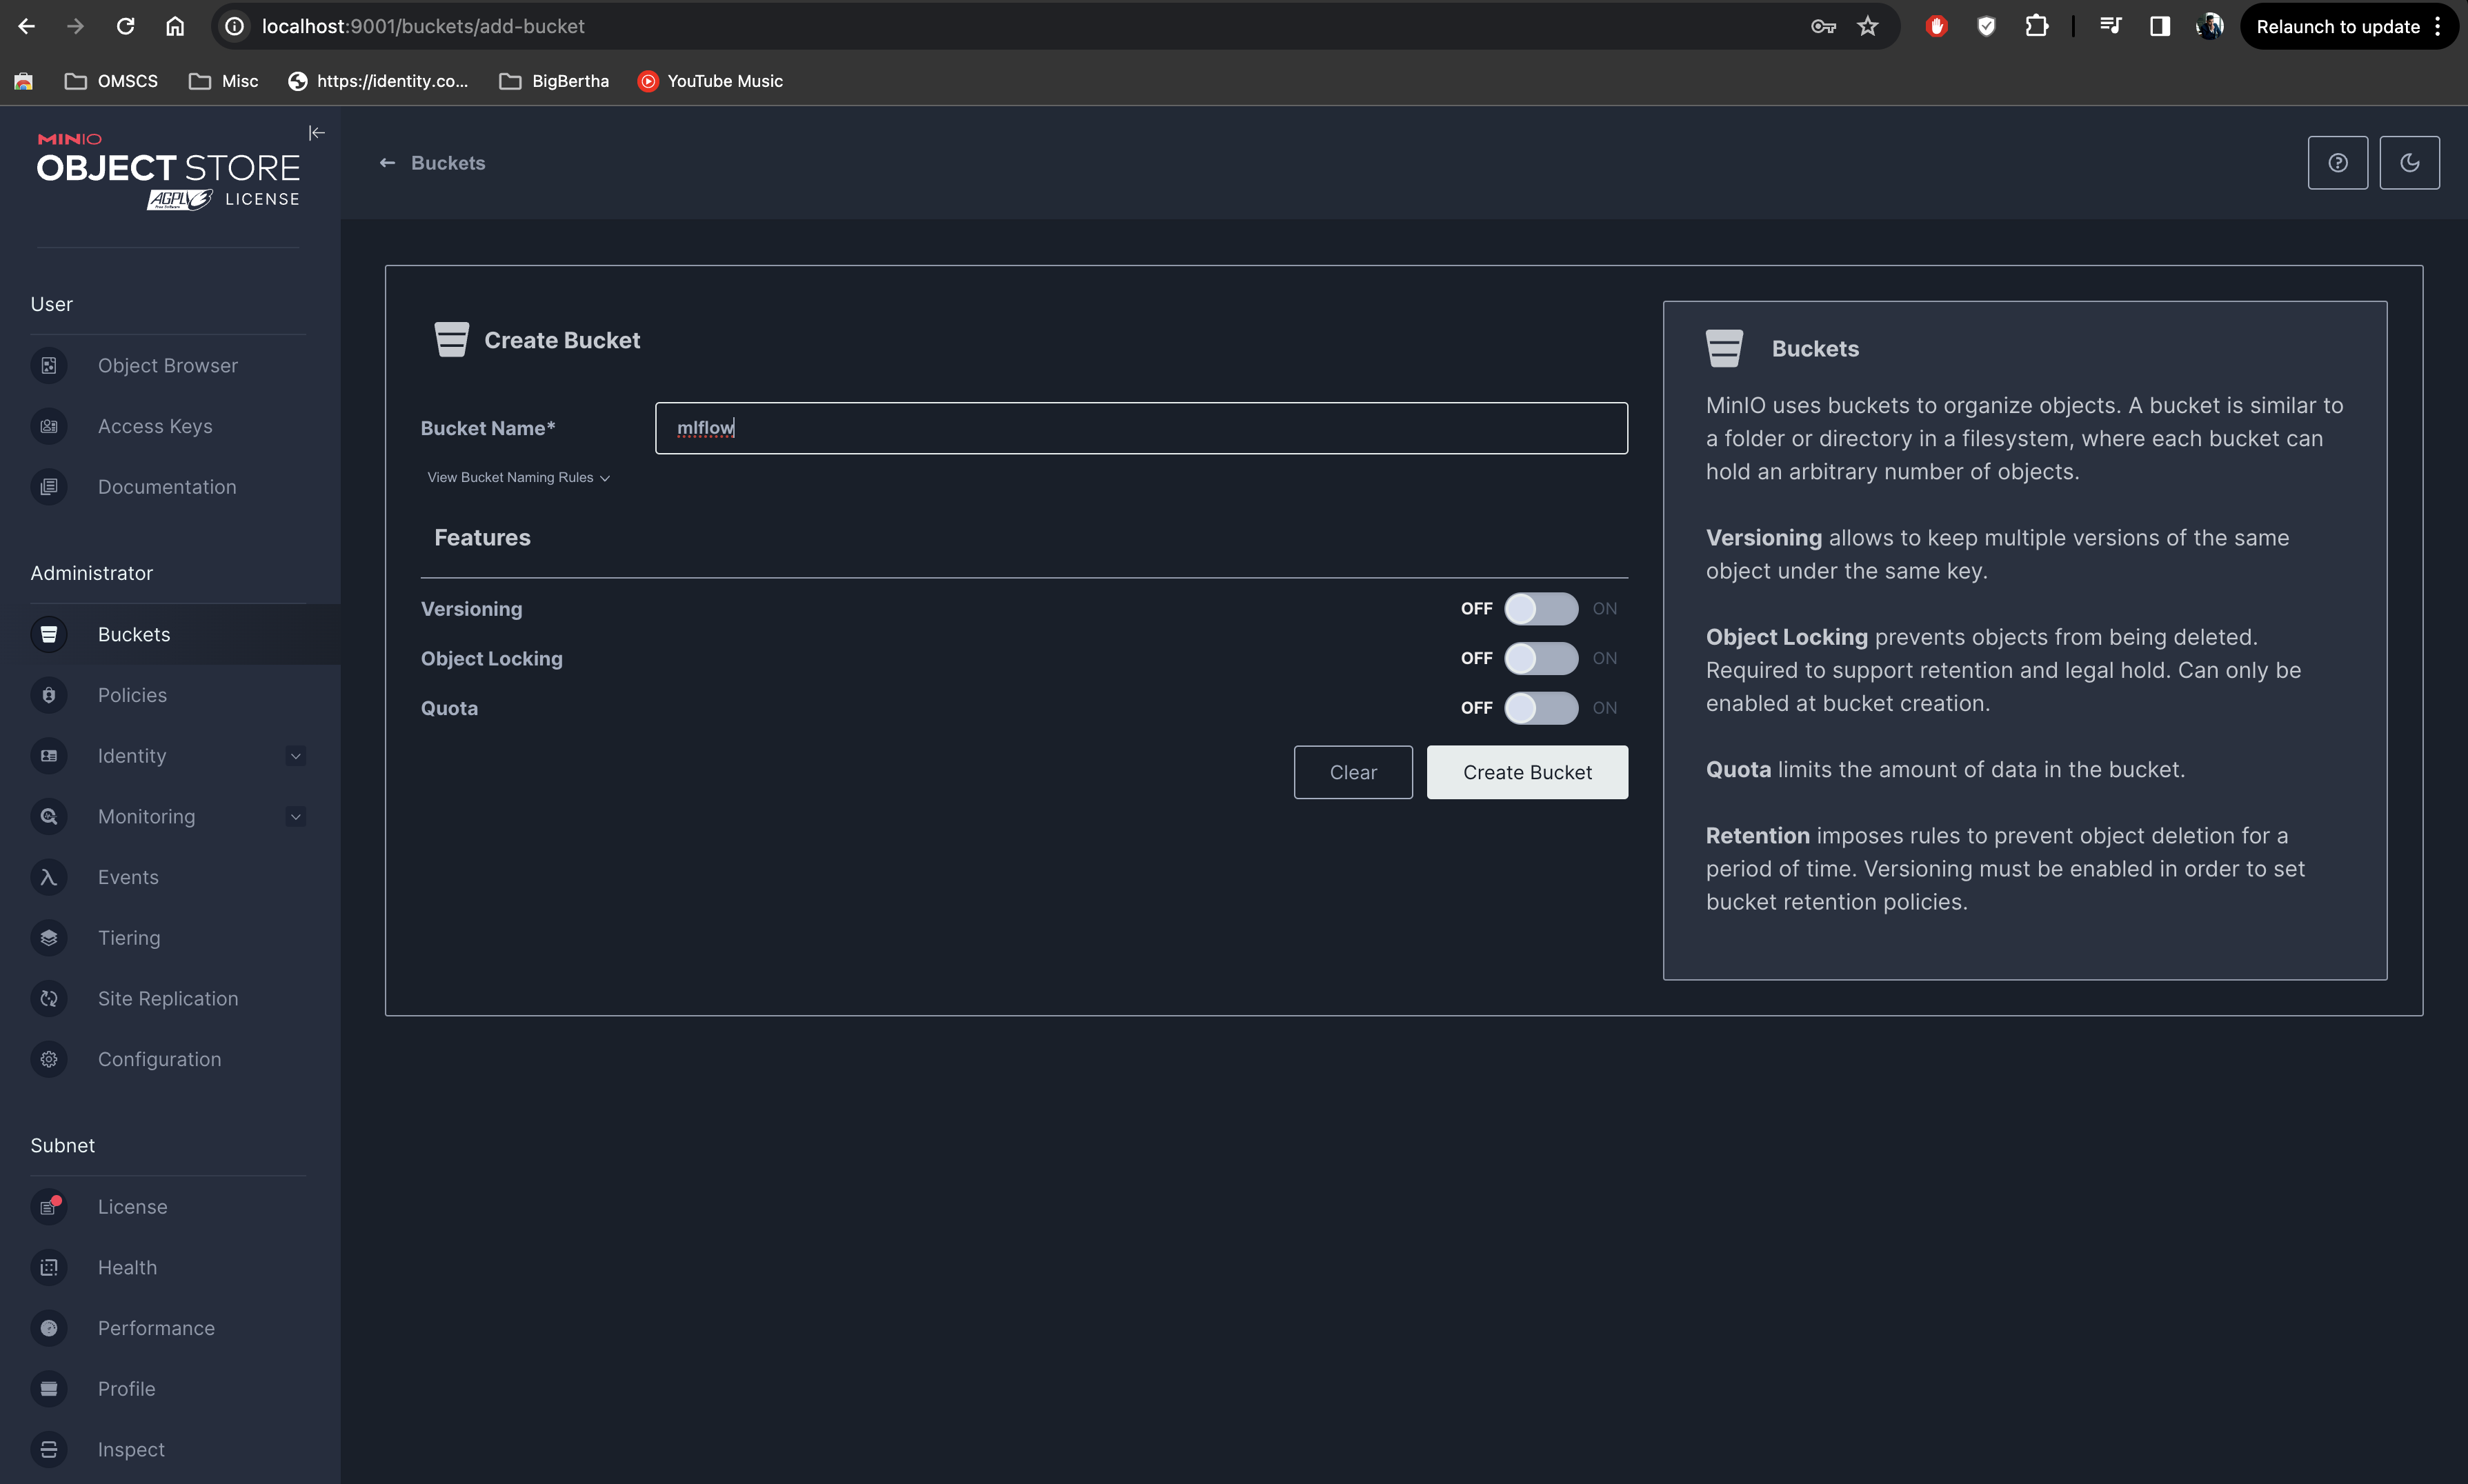 localhost:9001/buckets/add-bucket
Relaunch to update
OMSCS
Misc
https://identity.co...
BigBertha
YouTube Music
MINIO
OBJECT STORE
AGPL v3 LICENSE
Buckets
User
Object Browser
Access Keys
Documentation
Administrator
Buckets
Policies
Identity
Monitoring
Events
Tiering
Site Replication
Configuration
Subnet
License
Health
Performance
Profile
Inspect
Create Bucket
Bucket Name*
mlflow
View Bucket Naming Rules
Features
Versioning
OFF ON
Object Locking
OFF ON
Quota
OFF ON
Clear
Create Bucket
Buckets
MinIO uses buckets to organize objects. A bucket is similar to
a folder or directory in a filesystem, where each bucket can
hold an arbitrary number of objects.
Versioning allows to keep multiple versions of the same
object under the same key.
Object Locking prevents objects from being deleted.
Required to support retention and legal hold. Can only be
enabled at bucket creation.
Quota limits the amount of data in the bucket.
Retention imposes rules to prevent object deletion for a
period of time. Versioning must be enabled in order to set
bucket retention policies.